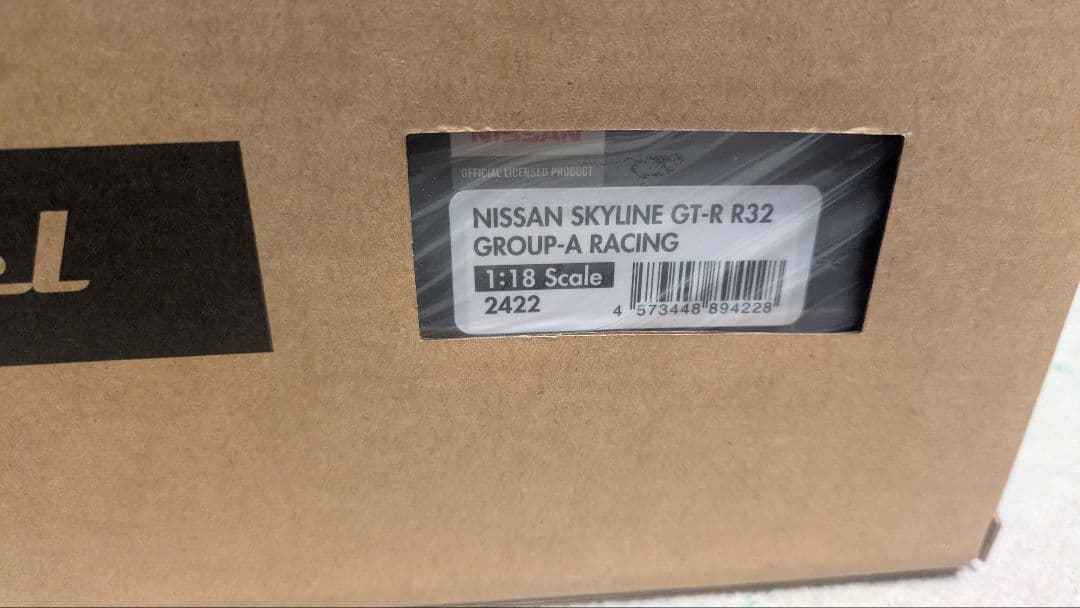 NISSAN
OFFICIAL LICENSED PRODUCT
NISSAN SKYLINE GT-R R32
GROUP-A RACING
1:18 Scale
2422
4 573448 894228